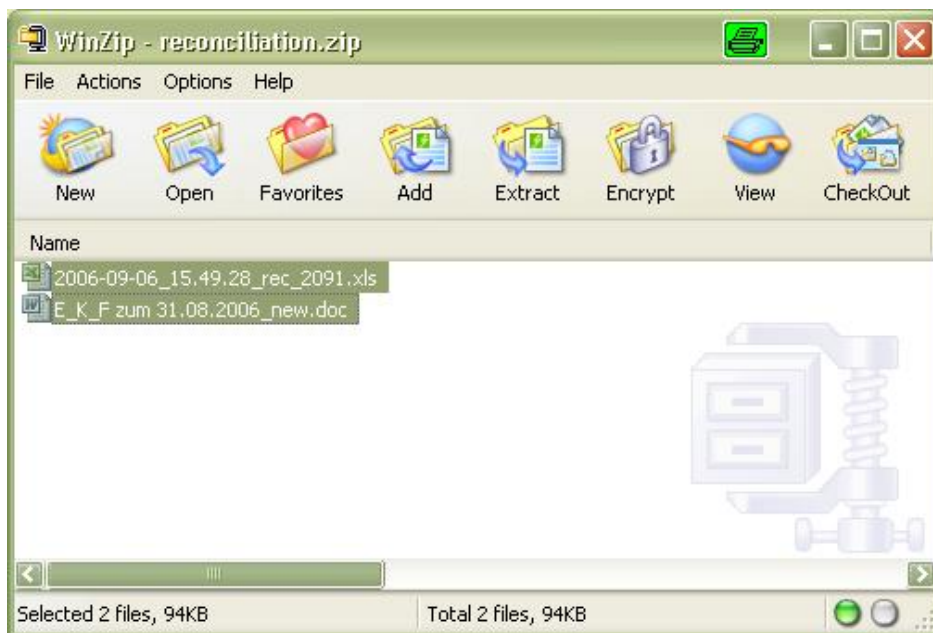 WinZip - reconciliation.zip
File Actions Options Help
New Open Favorites Add Extract Encrypt View CheckOut
Name
2006-09-06_15.49.28_rec_2091.xls
E_K_F zum 31.08.2006_new.doc
Selected 2 files, 94KB Total 2 files, 94KB